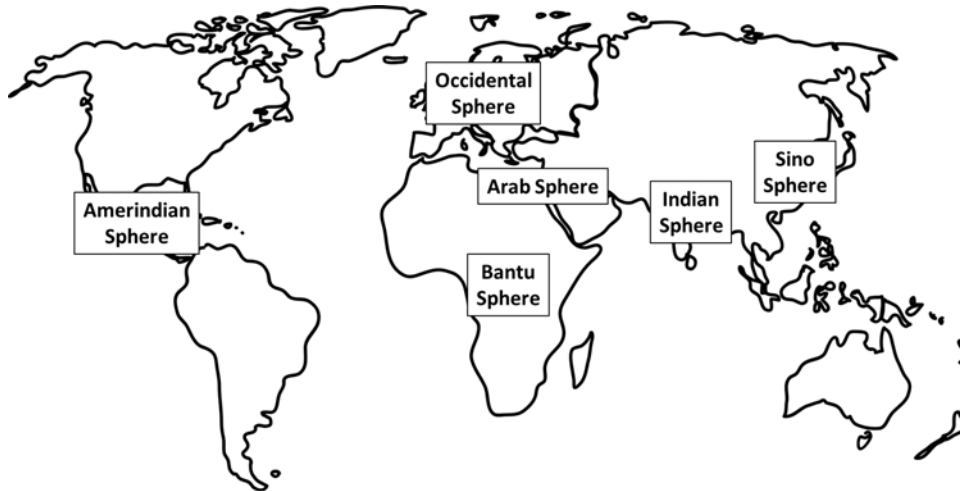 Occidental
Sphere
Sino
Sphere
Arab Sphere
Indian
Sphere
Amerindian
Sphere
Bantu
Sphere